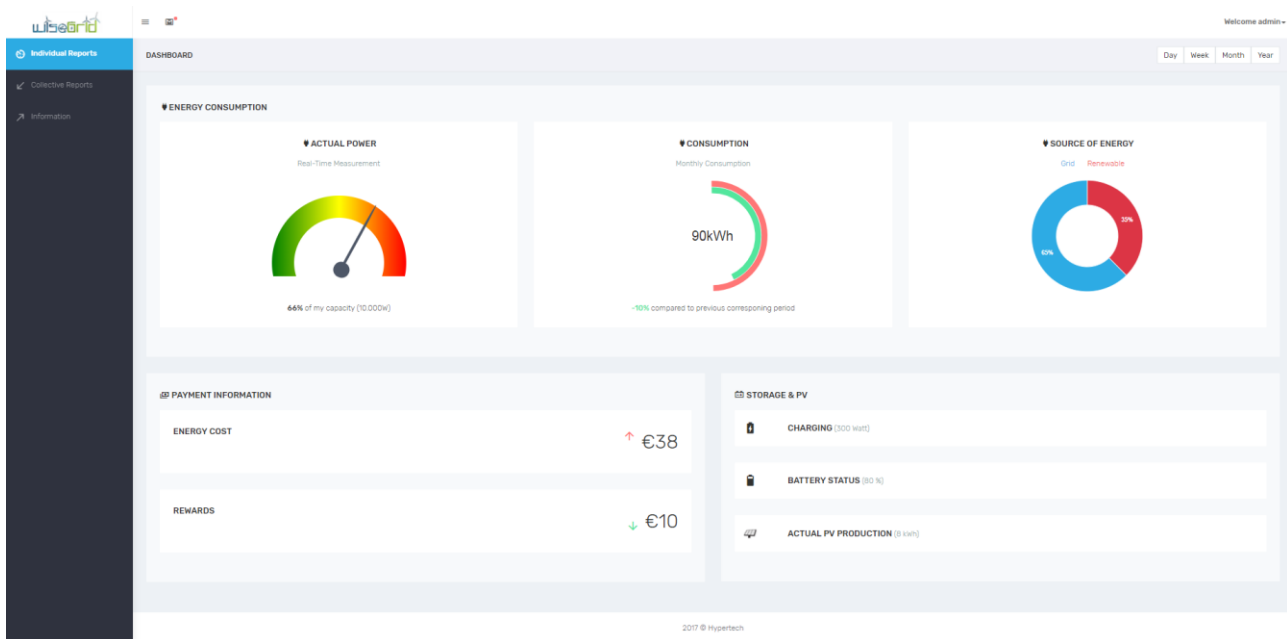 wiseGrid
Welcome admin
Individual Reports
DASHBOARD
Day Week Month Year
Collective Reports
Information
ENERGY CONSUMPTION
ACTUAL POWER
Real-Time Measurement
66% of my capacity (10.000W)
CONSUMPTION
Monthly Consumption
90kWh
-10% compared to previous corresponing period
SOURCE OF ENERGY
Grid Renewable
PAYMENT INFORMATION
ENERGY COST
€38
REWARDS
€10
STORAGE & PV
CHARGING (300 Watt)
BATTERY STATUS (80 %)
ACTUAL PV PRODUCTION (8 kWh)
2017 © Hypertech